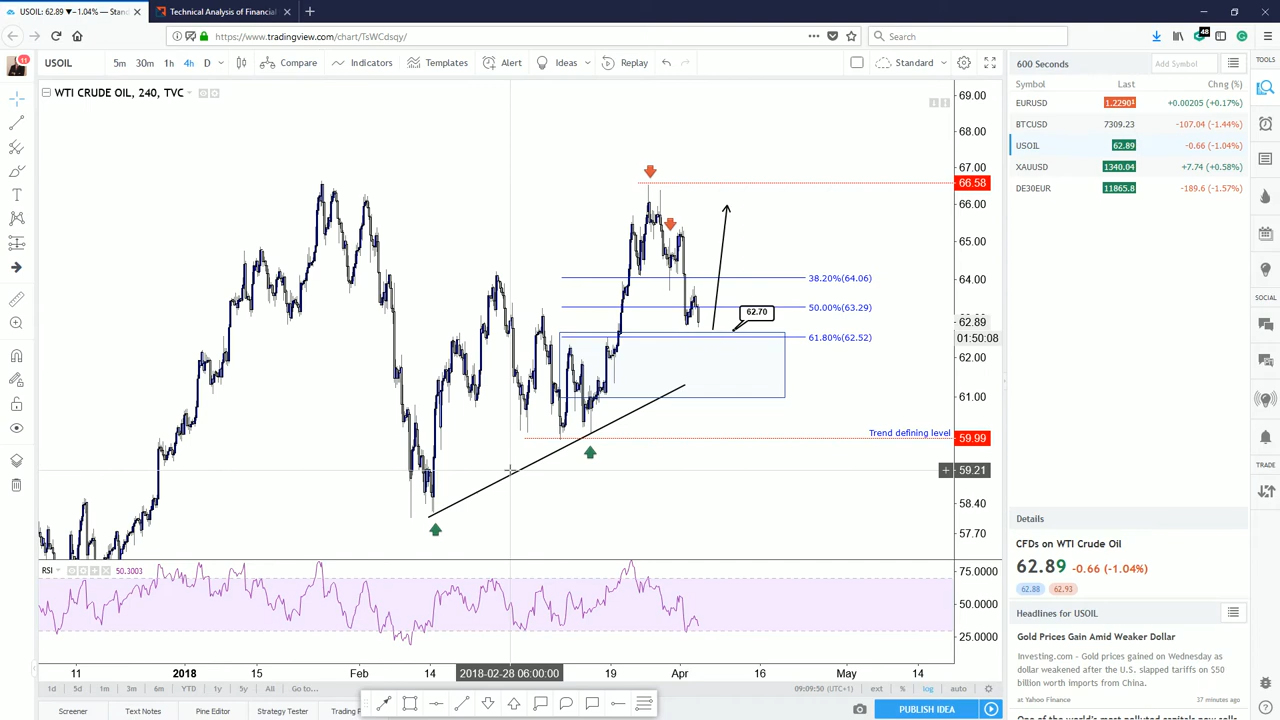 USOIL: 62.89 ▼−1.04% — Stand
Technical Analysis of Financial
https://www.tradingview.com/chart/TsWCdsqy/
Search
48
11
USOIL
5m
30m
1h
4h
D
Compare
Indicators
Templates
Alert
Ideas
Replay
Standard
WTI CRUDE OIL, 240, TVC
69.00
68.00
67.00
66.58
66.00
65.00
64.00
62.89
01:50:08
62.00
61.00
59.99
59.21
58.40
57.70
38.20%(64.06)
50.00%(63.29)
62.70
61.80%(62.52)
Trend defining level
RSI
50.3003
75.0000
50.0000
25.0000
11
2018
15
Feb
14
2018-02-28 06:00:00
19
Apr
16
May
14
1d
5d
1m
3m
6m
YTD
1y
5y
All
Go to...
09:09:50 (UTC+1)
ext
%
log
auto
Screener
Text Notes
Pine Editor
Strategy Tester
Trading P
PUBLISH IDEA
600 Seconds
Add Symbol
Symbol Last Chng (%)
EURUSD 1.22901 +0.00205 (+0.17%)
BTCUSD 7309.23 -107.04 (-1.44%)
USOIL 62.89 -0.66 (-1.04%)
XAUUSD 1340.04 +7.74 (+0.58%)
DE30EUR 11865.8 -189.6 (-1.57%)
Details
CFDs on WTI Crude Oil
62.89 -0.66 (-1.04%)
62.88
62.93
Headlines for USOIL
Gold Prices Gain Amid Weaker Dollar
Investing.com - Gold prices gained on Wednesday as
dollar weakened after the U.S. slapped tariffs on $50
billion worth imports from China.
at Yahoo Finance
37 minutes ago
TOOLS
SOCIAL
TRADE